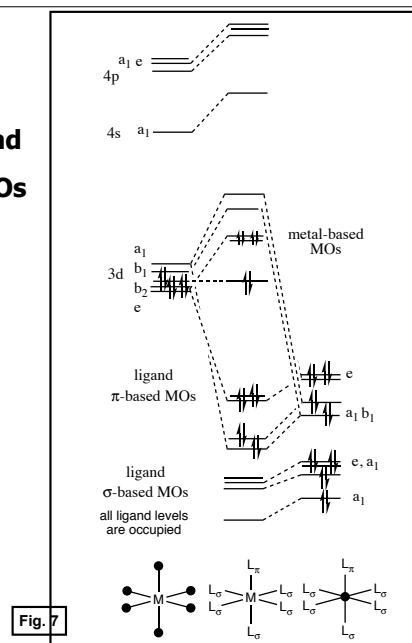 a₁ e
4p
4s a₁
nd
Os
metal-based
MOs
a₁
3d b₁
b₂
e
ligand
π-based MOs
e
a₁ b₁
ligand
σ-based MOs
e, a₁
all ligand levels
are occupied
a₁
M
Lπ
Lσ Lσ
M
Lσ Lσ
Lσ
Lπ
Lσ Lσ
Lσ Lσ
Lσ
Fig. 7